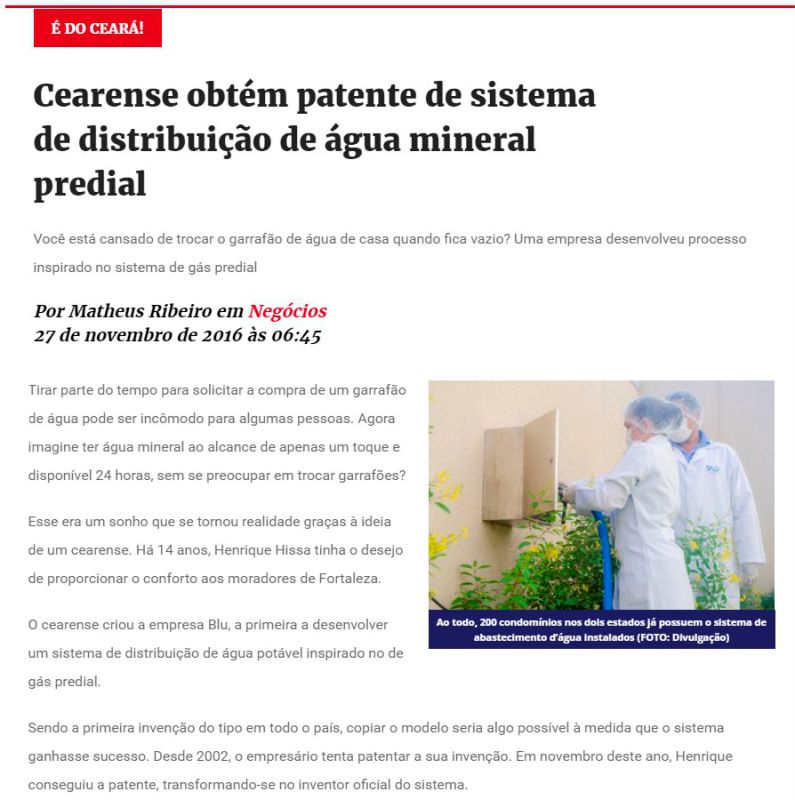 É DO CEARÁ!
Cearense obtém patente de sistema
de distribuição de água mineral
predial
Você está cansado de trocar o garrafão de água de casa quando fica vazio? Uma empresa desenvolveu processo
inspirado no sistema de gás predial
Por Matheus Ribeiro em Negócios
27 de novembro de 2016 às 06:45
Tirar parte do tempo para solicitar a compra de um garrafão
de água pode ser incômodo para algumas pessoas. Agora
imagine ter água mineral ao alcance de apenas um toque e
disponível 24 horas, sem se preocupar em trocar garrafões?
Esse era um sonho que se tornou realidade graças à ideia
de um cearense. Há 14 anos, Henrique Hissa tinha o desejo
de proporcionar o conforto aos moradores de Fortaleza.
O cearense criou a empresa Blu, a primeira a desenvolver
um sistema de distribuição de água potável inspirado no de
gás predial.
Ao todo, 200 condomínios nos dois estados já possuem o sistema de
abastecimento d'água instalados (FOTO: Divulgação)
Sendo a primeira invenção do tipo em todo o país, copiar o modelo seria algo possível à medida que o sistema
ganhasse sucesso. Desde 2002, o empresário tenta patentar a sua invenção. Em novembro deste ano, Henrique
conseguiu a patente, transformando-se no inventor oficial do sistema.